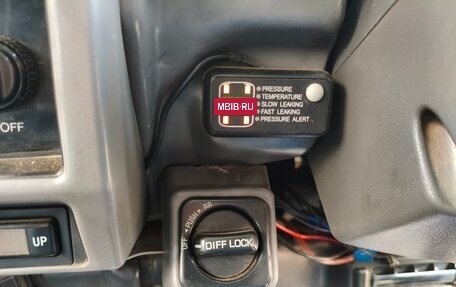 PRESSURE
TEMPERATURE
SLOW LEAKING
FAST LEAKING
PRESSURE ALERT
MBIB-RU
OFF
UP
OFF ◄PUSH► RR
DIFF LOCK